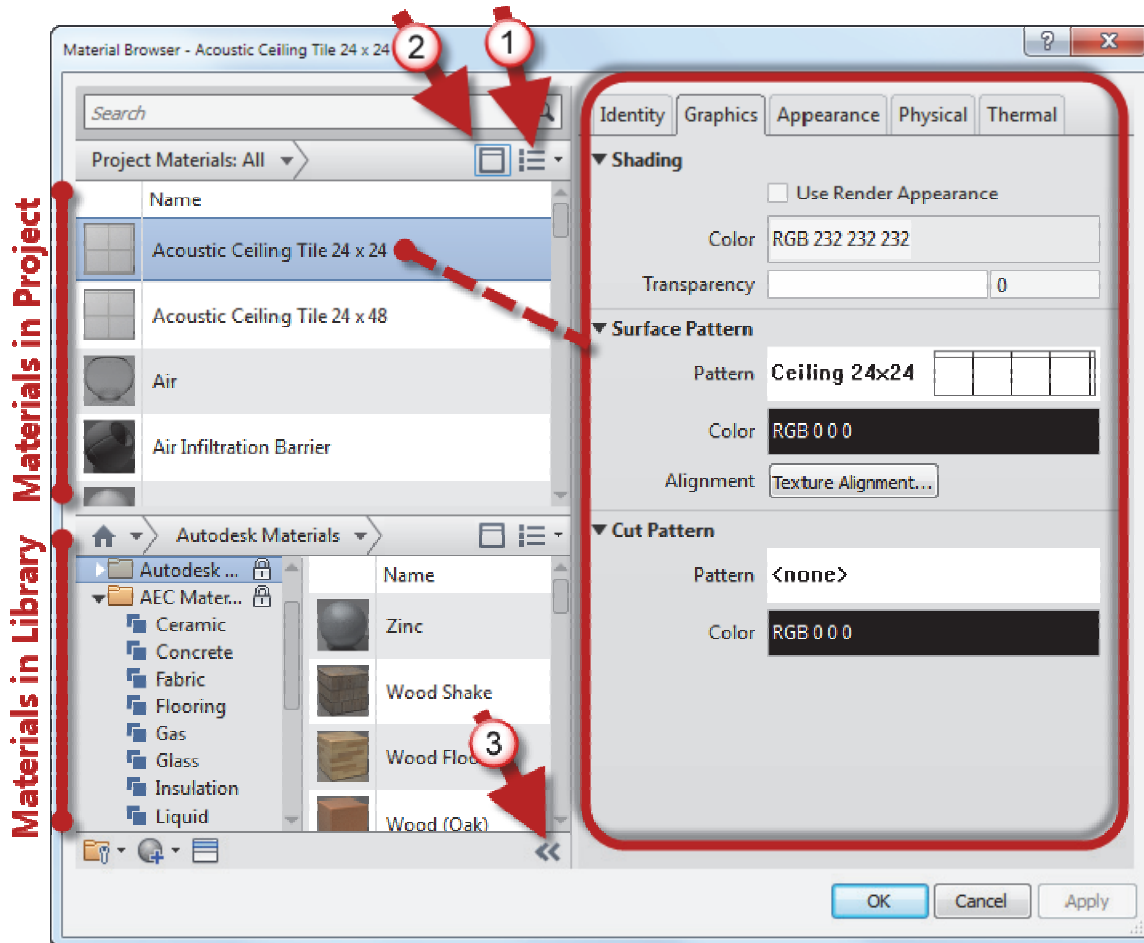 2
1
Material Browser - Acoustic Ceiling Tile 24 x 24
Search
Project Materials: All
Name
Acoustic Ceiling Tile 24 x 24
Acoustic Ceiling Tile 24 x 48
Air
Air Infiltration Barrier
Materials in Project
Autodesk Materials
Autodesk ...
AEC Mater...
Ceramic
Concrete
Fabric
Flooring
Gas
Glass
Insulation
Liquid
Name
Zinc
Wood Shake
Wood Floo
Wood (Oak)
3
Materials in Library
Identity
Graphics
Appearance
Physical
Thermal
Shading
Use Render Appearance
Color RGB 232 232 232
Transparency 0
Surface Pattern
Pattern Ceiling 24x24
Color RGB 0 0 0
Alignment Texture Alignment...
Cut Pattern
Pattern <none>
Color RGB 0 0 0
OK
Cancel
Apply